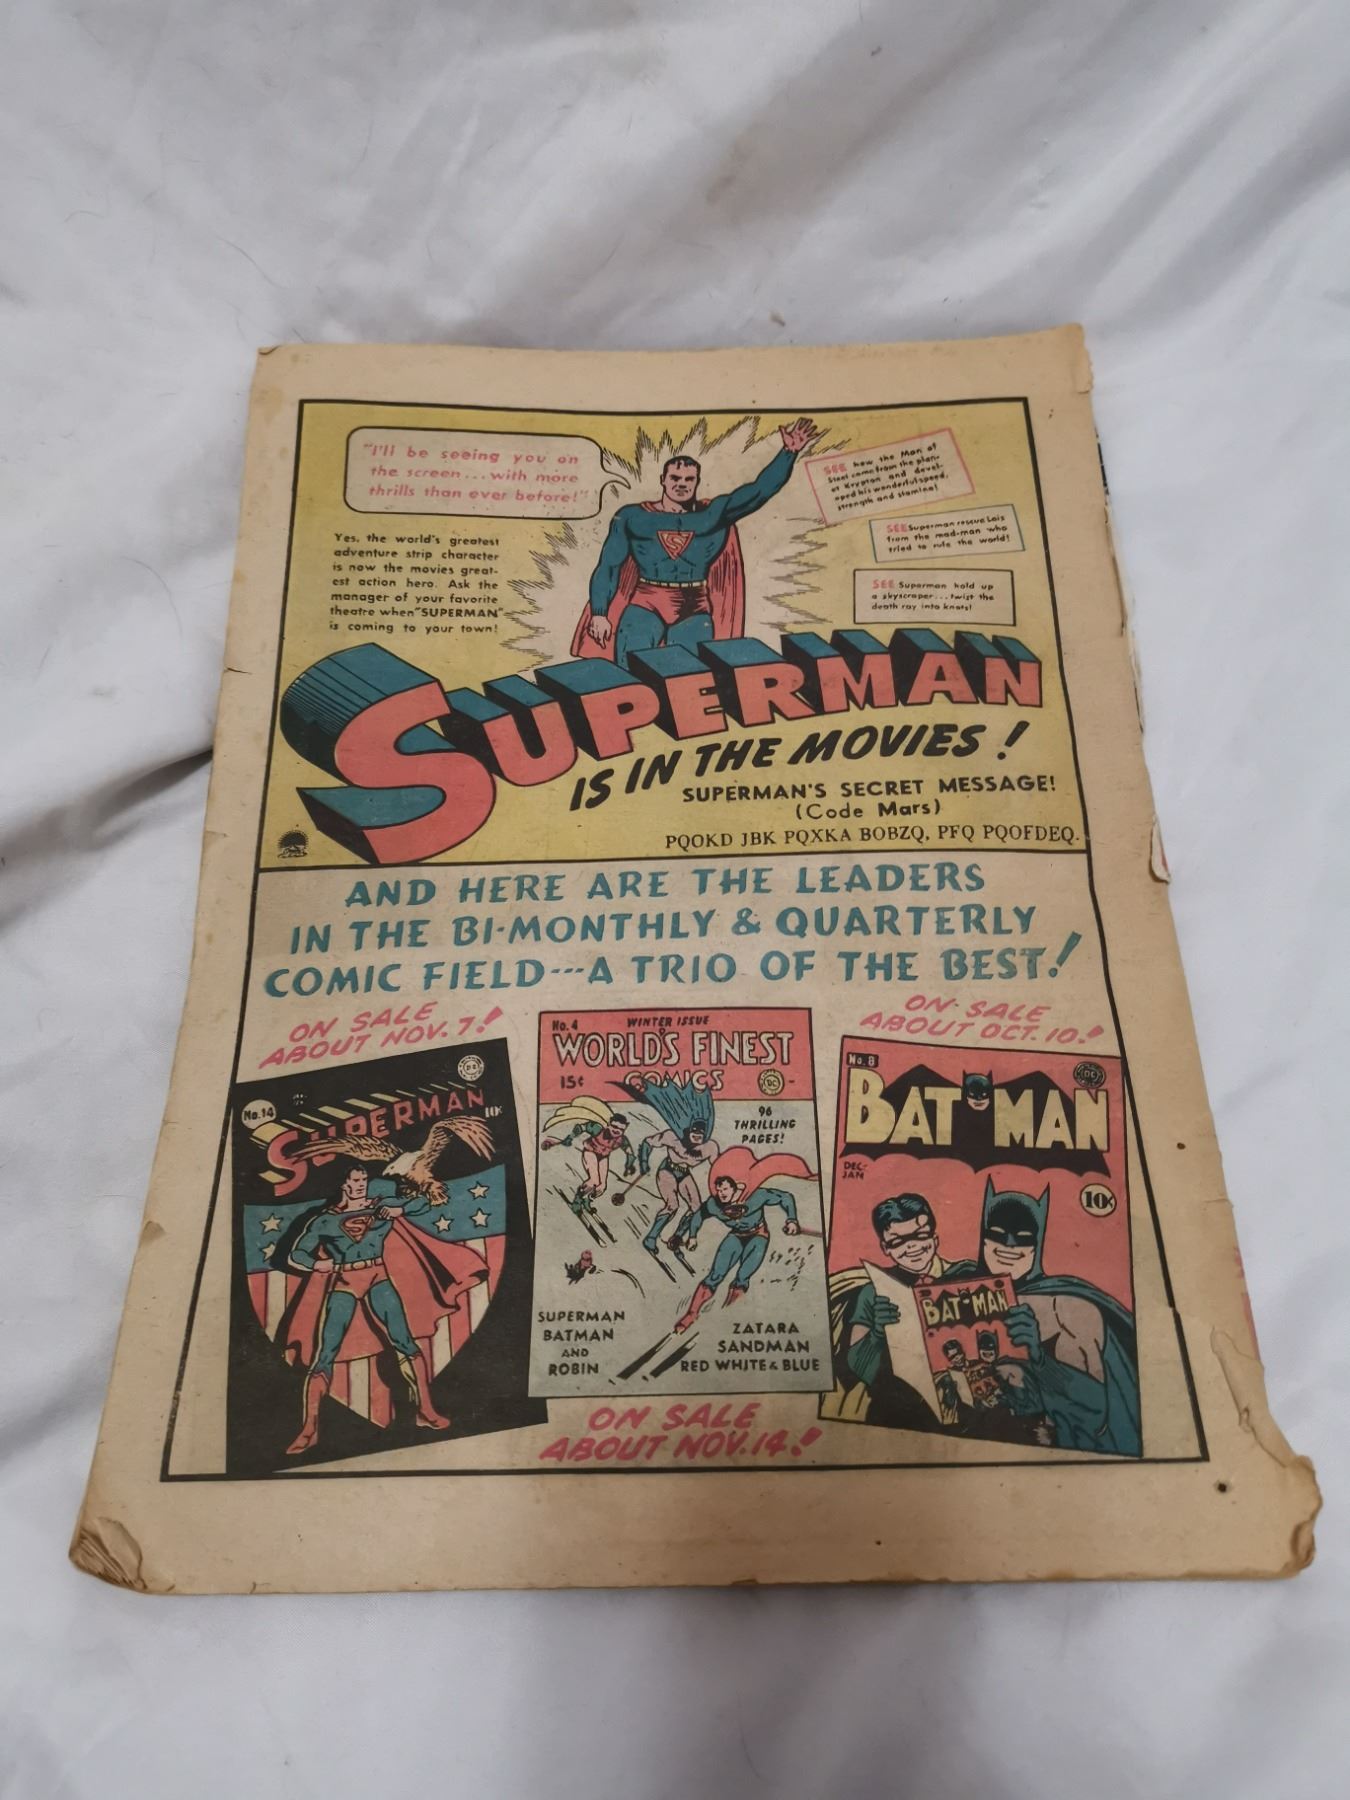 "I'll be seeing you on
the screen...with more
thrills than ever before!"
Yes, the world's greatest
adventure strip character
is now the movies great-
est action hero. Ask the
manager of your favorite
theatre when "SUPERMAN"
is coming to your town!
SEE how the Man of
Steel came from the plan-
et Krypton and devel-
oped his wonderful speed,
strength and stamina!
SEE Superman rescue Lois
from the mad-man who
tried to rule the world!
SEE Superman hold up
a skyscraper...twist the
death ray into knots!
SUPERMAN
IS IN THE MOVIES!
SUPERMAN'S SECRET MESSAGE!
(Code Mars)
PQOKD JBK PQXKA BOBZQ, PFQ PQOFDEQ.
AND HERE ARE THE LEADERS
IN THE BI-MONTHLY & QUARTERLY
COMIC FIELD---A TRIO OF THE BEST!
ON SALE
ABOUT NOV. 7!
No.14
SUPERMAN
10¢
No.4
WINTER ISSUE
WORLD'S FINEST
15¢ COMICS
DC
96
THRILLING
PAGES!
SUPERMAN
BATMAN
AND
ROBIN
ZATARA
SANDMAN
RED WHITE & BLUE
ON SALE
ABOUT NOV. 14!
ON SALE
ABOUT OCT. 10!
No.8
DC
BATMAN
DEC.-
JAN
10¢
BATMAN